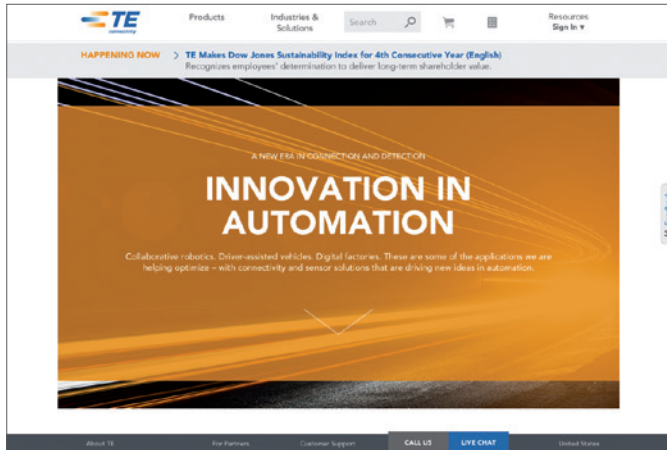 TE
connectivity
Products
Industries &
Solutions
Search
Resources
Sign In ▾
HAPPENING NOW
TE Makes Dow Jones Sustainability Index for 4th Consecutive Year (English)
Recognizes employees' determination to deliver long-term shareholder value.
A NEW ERA IN CONNECTION AND DETECTION
INNOVATION IN
AUTOMATION
Collaborative robotics. Driver-assisted vehicles. Digital factories. These are some of the applications we are
helping optimize – with connectivity and sensor solutions that are driving new ideas in automation.
About TE
For Partners
Customer Support
CALL US
LIVE CHAT
United States